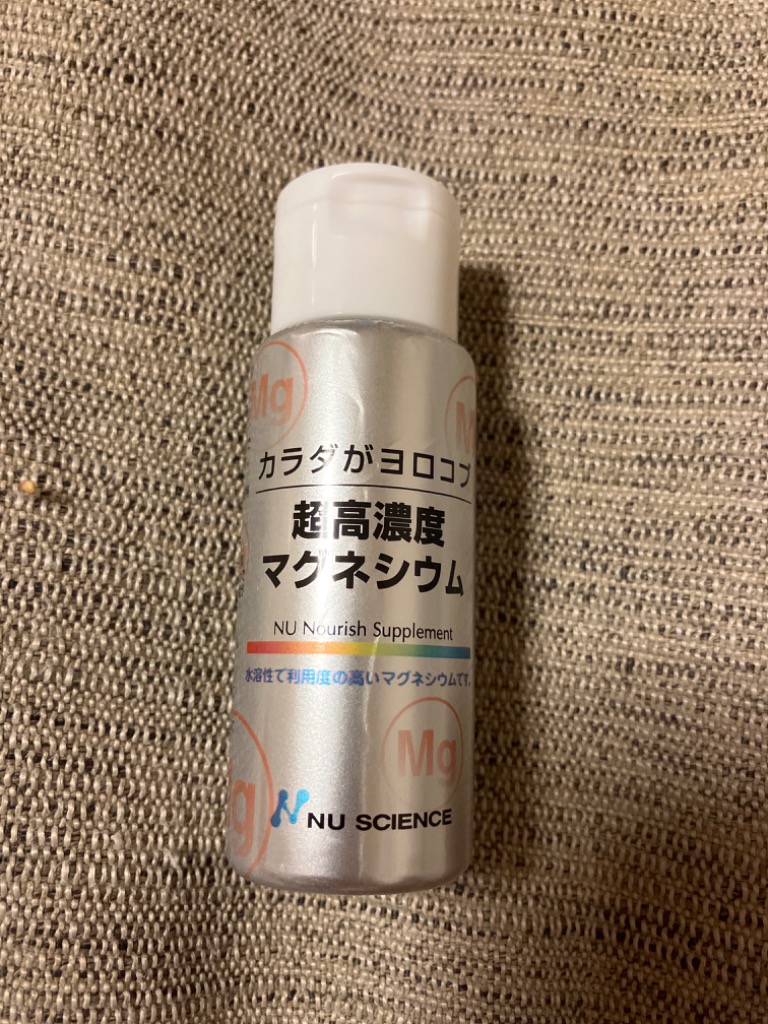 Mg
カラダがヨロコブ
超高濃度
マグネシウム
NU Nourish Supplement
水溶性で利用度の高いマグネシウムです。
Mg
NU SCIENCE